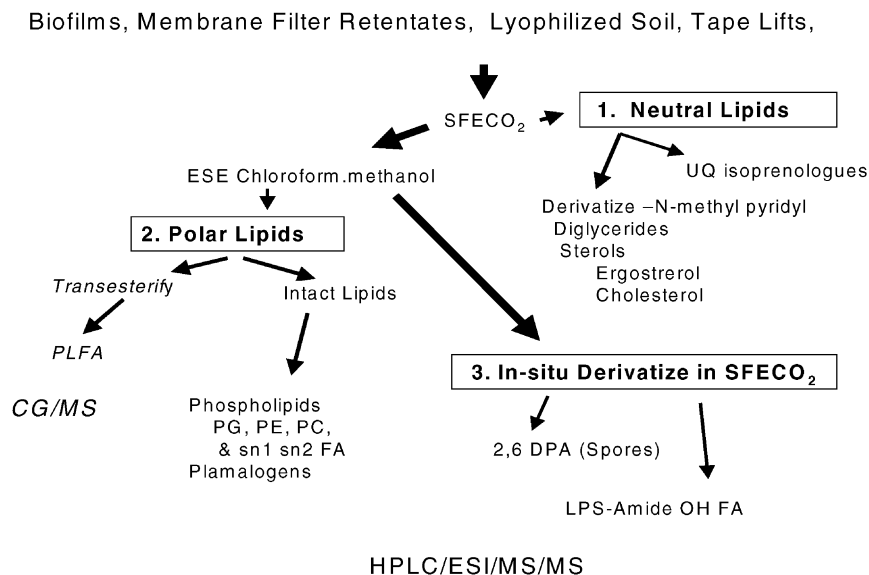 Biofilms, Membrane Filter Retentates, Lyophilized Soil, Tape Lifts,
SFECO₂
1. Neutral Lipids
UQ isoprenologues
ESE Chloroform.methanol
Derivatize –N-methyl pyridyl
Diglycerides
Sterols
Ergostrerol
Cholesterol
2. Polar Lipids
Transesterify
Intact Lipids
PLFA
3. In-situ Derivatize in SFECO₂
CG/MS
Phospholipids
PG, PE, PC,
& sn1 sn2 FA
Plamalogens
2,6 DPA (Spores)
LPS-Amide OH FA
HPLC/ESI/MS/MS